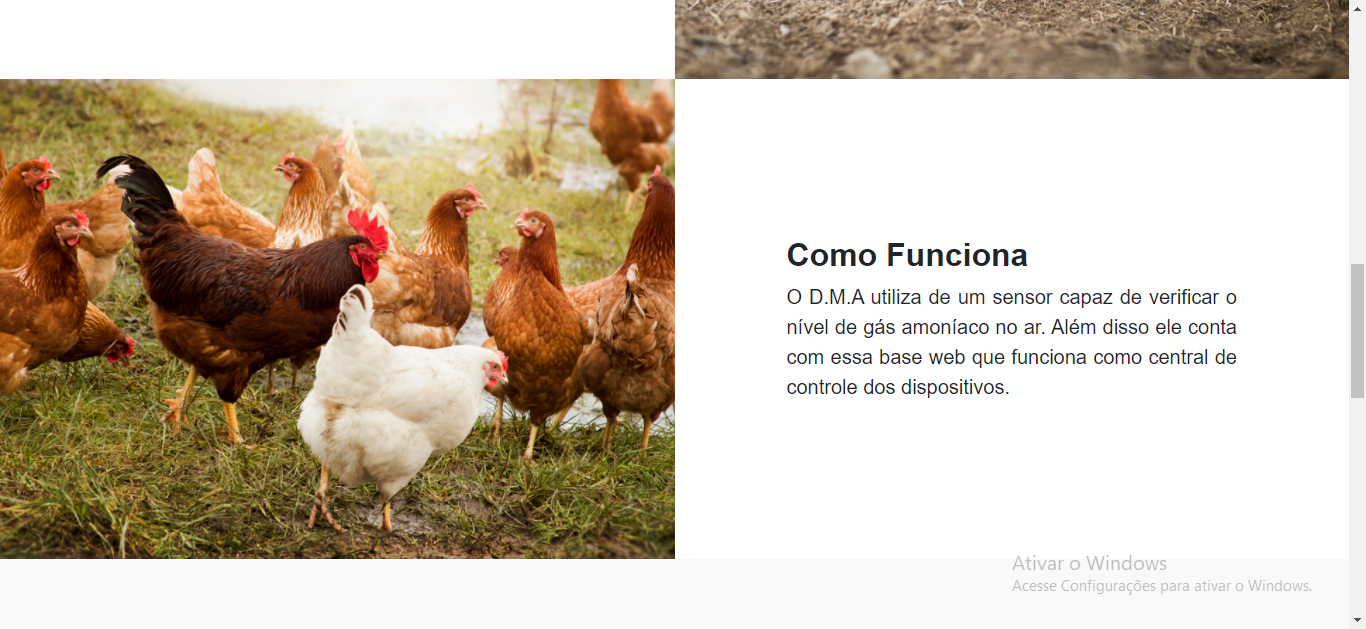 Como Funciona
O D.M.A utiliza de um sensor capaz de verificar o
nível de gás amoníaco no ar. Além disso ele conta
com essa base web que funciona como central de
controle dos dispositivos.
Ativar o Windows
Acesse Configurações para ativar o Windows.